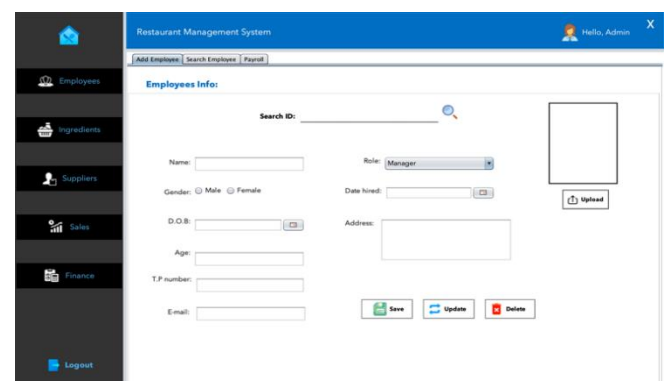 Restaurant Management System
Hello, Admin
X
Add Employee Search Employee Payroll
Employees
Employees Info:
Search ID:
Ingredients
Name:
Role: Manager
Suppliers
Gender: Male Female
Date hired:
Upload
D.O.B:
Address:
Sales
Age:
Finance
T.P number:
E-mail:
Save Update Delete
Logout